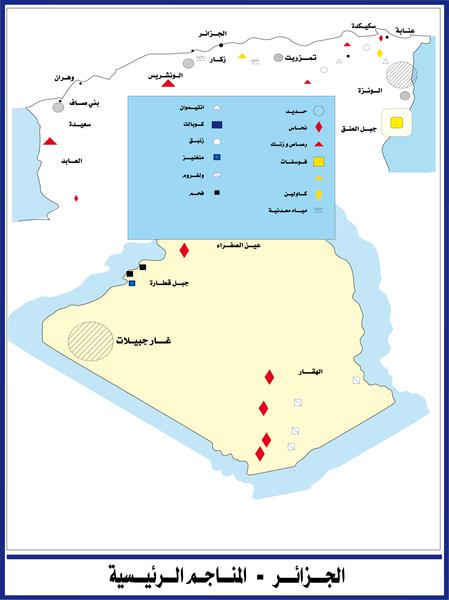 عنابة
سكيكدة
الجزائر
تمزريت
زكار
الونشريس
وهران
الونزة
بني صاف
جبل العنق
سعيدة
العابد
حديد
انتيموان
نحاس
كوبالت
رصاص وزنك
زنبق
فوسفات
منغنيز
ولفروم
كاولين
فحم
مياه معدنية
عين الصفراء
جبل قطارة
غار جبيلات
الهقار
الجزائر - المناجم الرئيسية